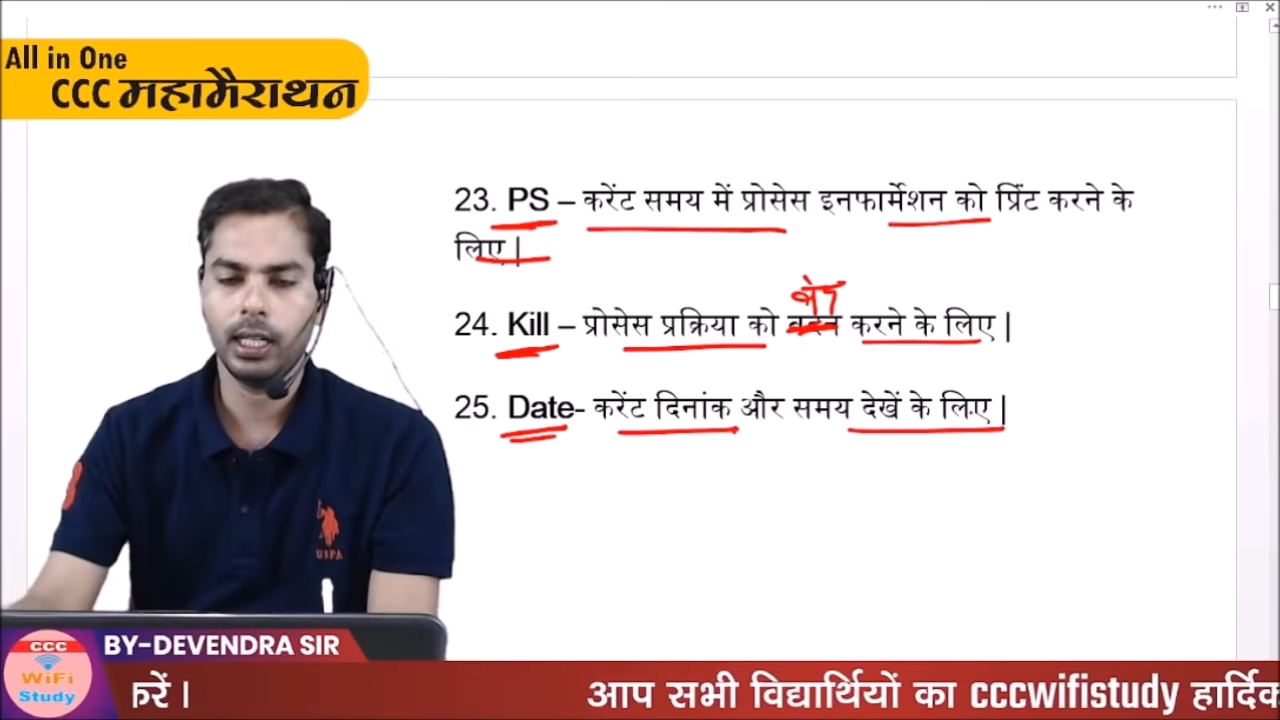 All in One
CCC महामैराथन
23. PS – करेंट समय में प्रोसेस इनफार्मेशन को प्रिंट करने के
लिए |
24. Kill – प्रोसेस प्रक्रिया को करने के लिए |
25. Date- करेंट दिनांक और समय देखें के लिए |
USPA
BY-DEVENDRA SIR
CCC
WiFi
Study
करें । आप सभी विद्यार्थियों का cccwifistudy हार्दिक